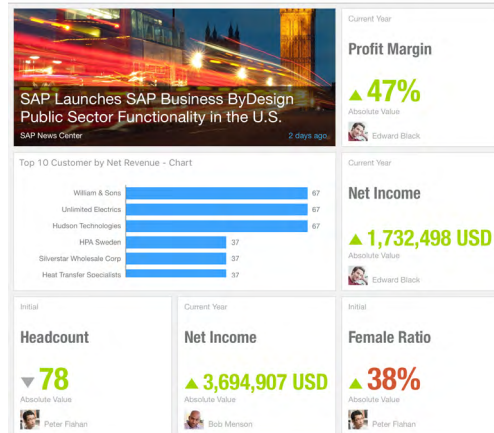 SAP Launches SAP Business ByDesign
Public Sector Functionality in the U.S.
SAP News Center
2 days ago
Current Year
Profit Margin
47%
Absolute Value
Edward Black
Top 10 Customer by Net Revenue - Chart
William & Sons 67
Unlimited Electrics 67
Hudson Technologies 67
HPA Sweden 37
Silverstar Wholesale Corp 37
Heat Transfer Specialists 37
Current Year
Net Income
1,732,498 USD
Absolute Value
Edward Black
Initial
Headcount
78
Absolute Value
Peter Fishan
Current Year
Net Income
3,694,907 USD
Absolute Value
Bob Menson
Initial
Female Ratio
38%
Absolute Value
Peter Fishan